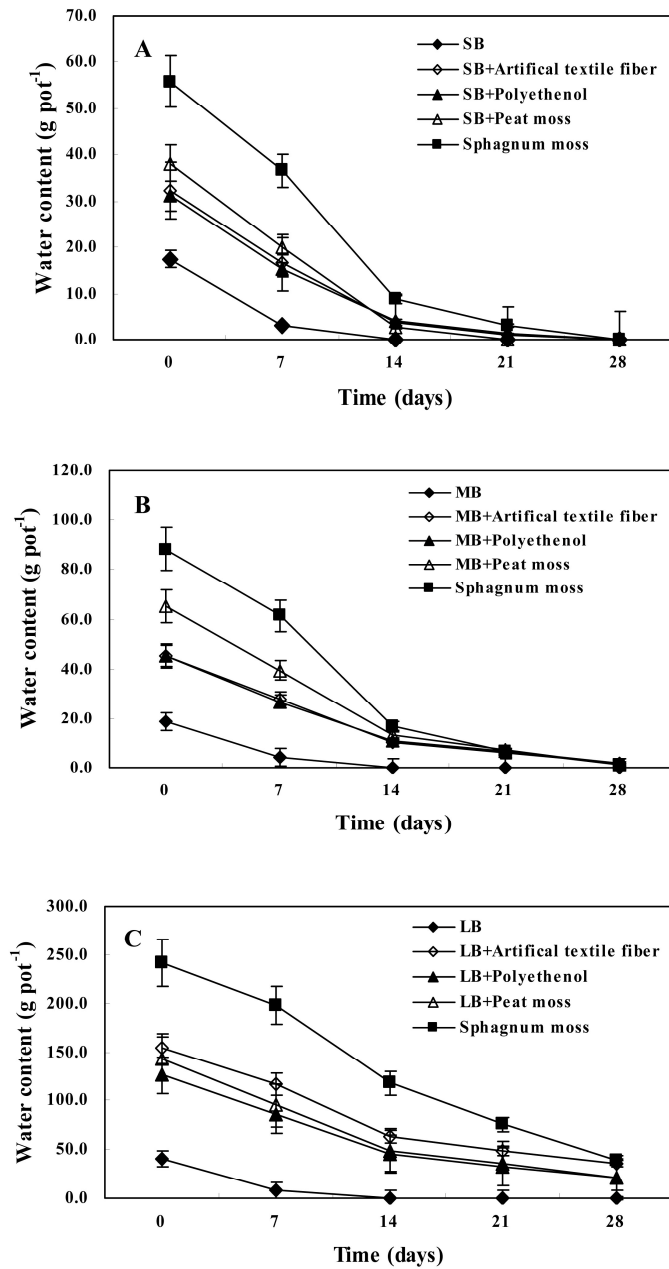 A
SB
SB+Artifical textile fiber
SB+Polyethenol
SB+Peat moss
Sphagnum moss
Water content (g pot⁻¹)
70.0
60.0
50.0
40.0
30.0
20.0
10.0
0.0
0 7 14 21 28
Time (days)
B
MB
MB+Artifical textile fiber
MB+Polyethenol
MB+Peat moss
Sphagnum moss
Water content (g pot⁻¹)
120.0
100.0
80.0
60.0
40.0
20.0
0.0
0 7 14 21 28
Time (days)
C
LB
LB+Artifical textile fiber
LB+Polyethenol
LB+Peat moss
Sphagnum moss
Water content (g pot⁻¹)
300.0
250.0
200.0
150.0
100.0
50.0
0.0
0 7 14 21 28
Time (days)